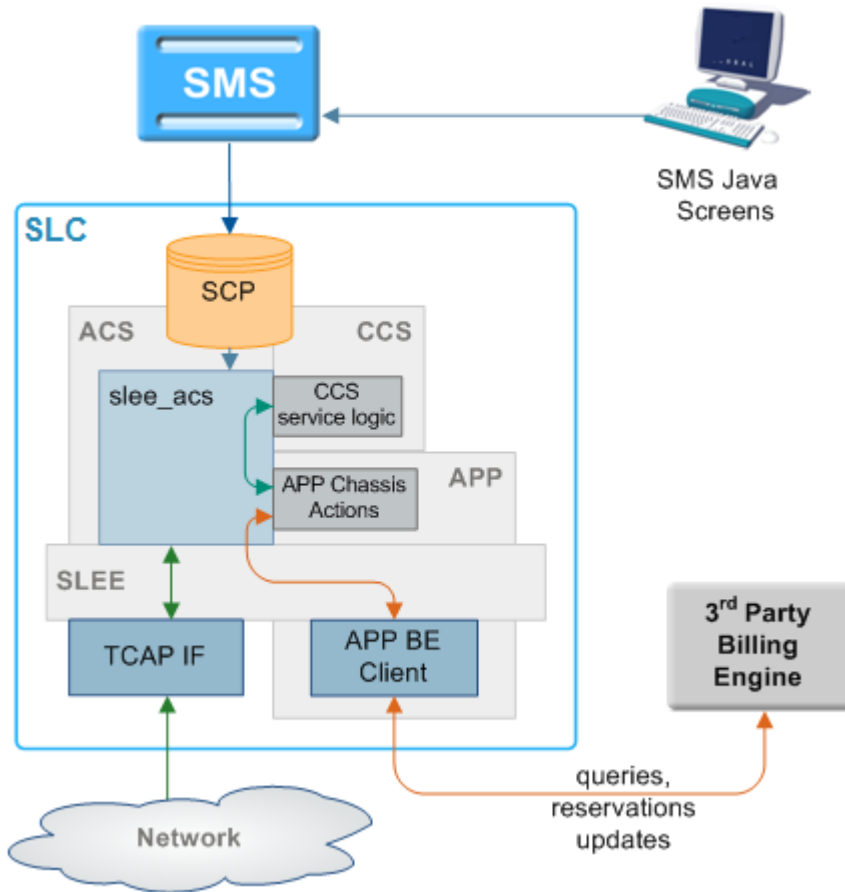 SMS
SMS Java
Screens
SLC
SCP
ACS
CCS
slee_acs
CCS
service logic
APP
APP Chassis
Actions
SLEE
TCAP IF
APP BE
Client
3rd Party
Billing
Engine
queries,
reservations
updates
Network